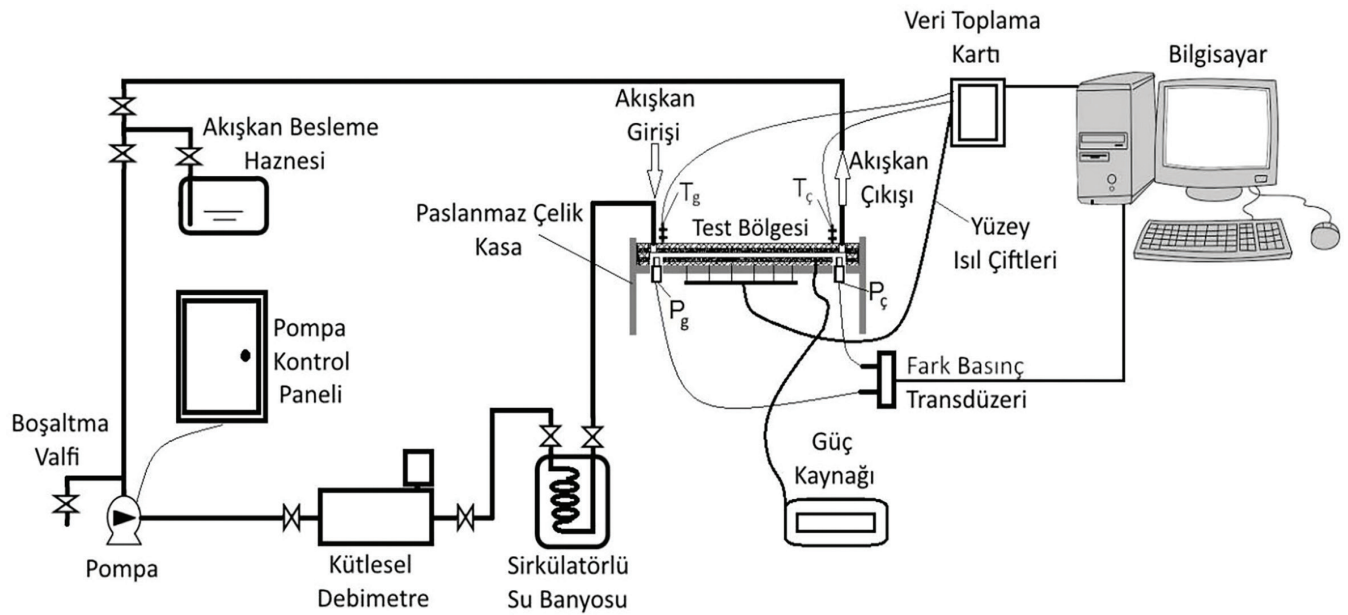 Veri Toplama
Kartı
Bilgisayar
Akışkan
Girişi
Akışkan Besleme
Haznesi
Tg
Tç
Akışkan
Çıkışı
Paslanmaz Çelik
Kasa
Test Bölgesi
Yüzey
Isıl Çiftleri
Pg
Pç
Pompa
Kontrol
Paneli
Fark Basınç
Transdüzeri
Boşaltma
Valfi
Güç
Kaynağı
Pompa
Kütlesel
Debimetre
Sirkülatörlü
Su Banyosu